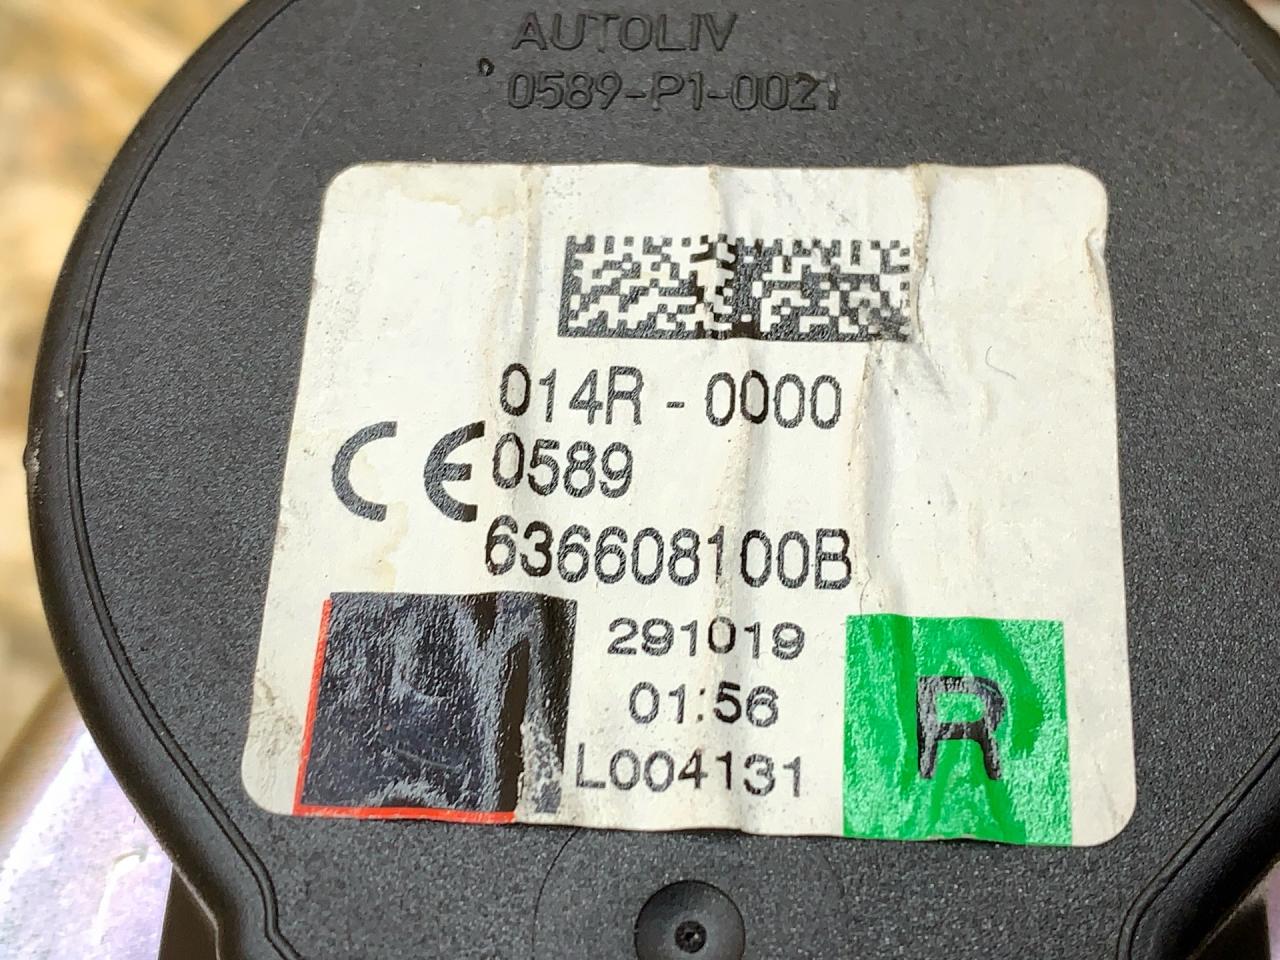 AUTOLIV
0589-P1-0021
014R - 0000
CE 0589
636608100B
291019
01:56
L004131
R